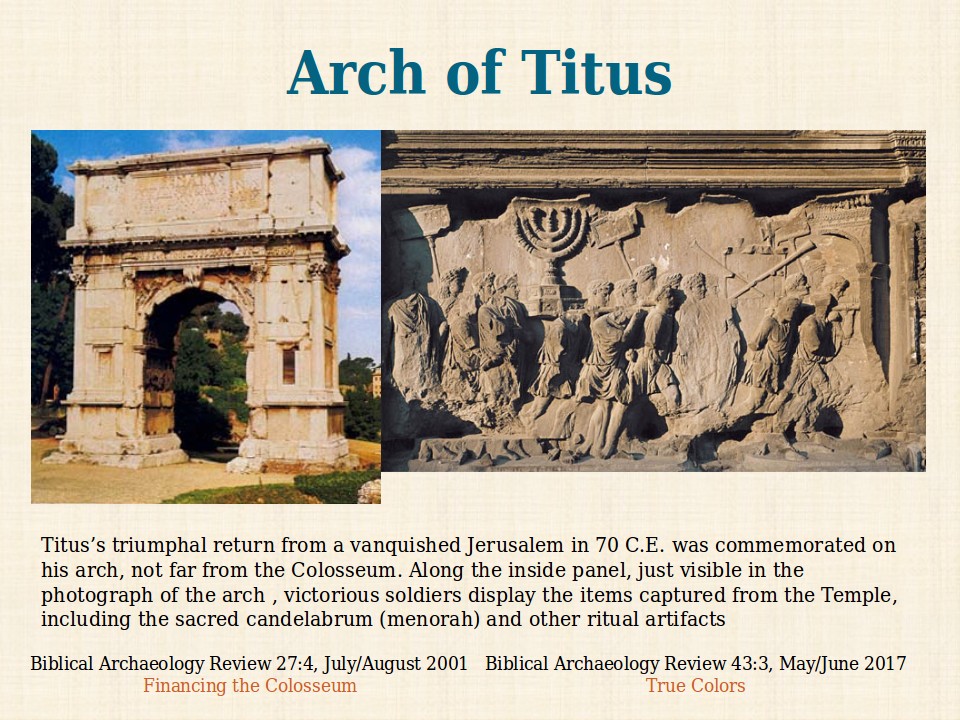 Arch of Titus
Titus’s triumphal return from a vanquished Jerusalem in 70 C.E. was commemorated on
his arch, not far from the Colosseum. Along the inside panel, just visible in the
photograph of the arch , victorious soldiers display the items captured from the Temple,
including the sacred candelabrum (menorah) and other ritual artifacts
Biblical Archaeology Review 27:4, July/August 2001
Financing the Colosseum
Biblical Archaeology Review 43:3, May/June 2017
True Colors